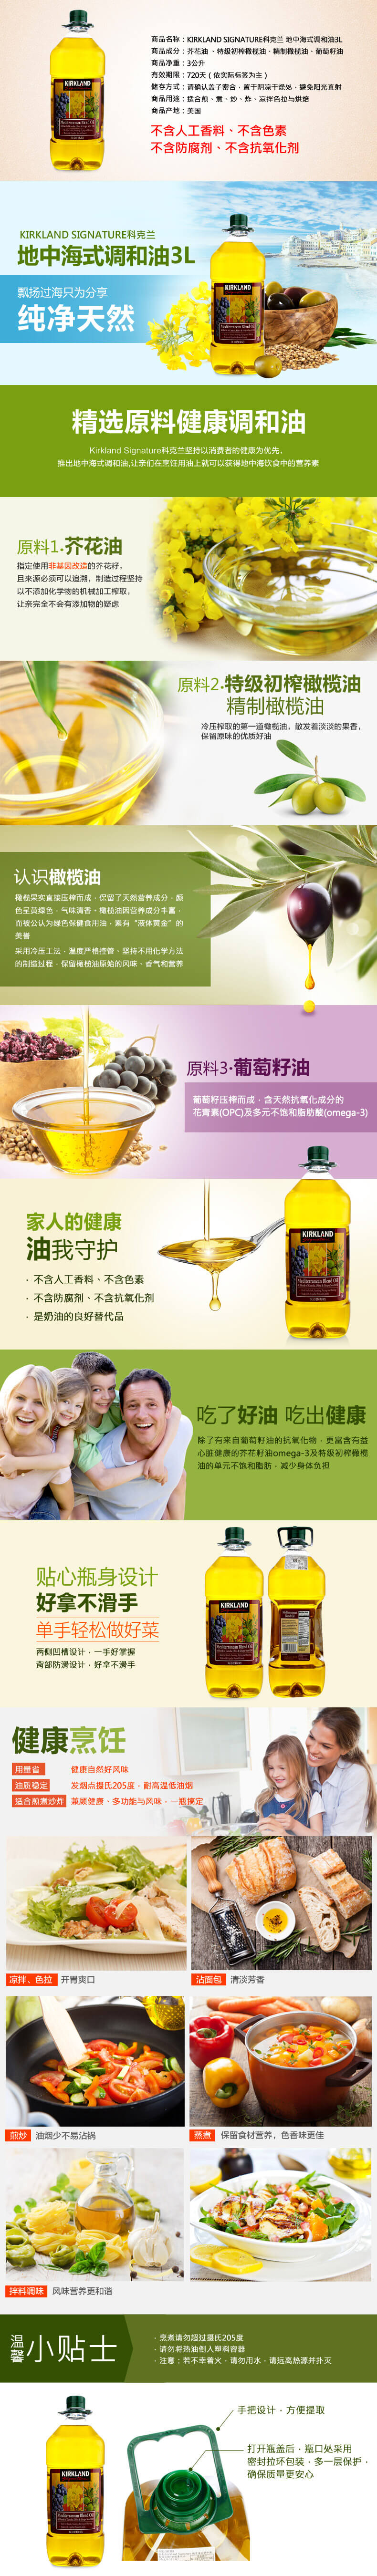 商品名称：KIRKLAND SIGNATURE科克兰 地中海式调和油3L
商品成分：芥花油 、特级初榨橄榄油、精制橄榄油、葡萄籽油
商品净重：3公升
有效期限：720天（依实际标签为主）
储存方式：请确认盖子密合、置于阴凉干燥处、避免阳光直射
商品用途：适合煎、煮、炒、炸、凉拌色拉与烘焙
商品产地：美国
不含人工香料、不含色素
不含防腐剂、不含抗氧化剂
KIRKLAND SIGNATURE科克兰
地中海式调和油3L
飘扬过海只为分享
纯净天然
KIRKLAND
Mediterranean Blend Oil
精选原料健康调和油
Kirkland Signature科克兰坚持以消费者的健康为优先，
推出地中海式调和油,让亲们在烹饪用油上就可以获得地中海饮食中的营养素
原料1.芥花油
指定使用非基因改造的芥花籽，
且来源必须可以追溯，制造过程坚持
以不添加化学物的机械加工榨取，
让亲完全不会有添加物的疑虑
原料2.特级初榨橄榄油
精制橄榄油
冷压榨取的第一道橄榄油，散发着淡淡的果香，
保留原味的优质好油
认识橄榄油
橄榄果实直接压榨而成，保留了天然营养成分，颜
色呈黄绿色，气味清香，橄榄油因营养成分丰富，
而被公认为绿色保健食用油，素有“液体黄金”的
美誉
采用冷压工法，温度严格控管，坚持不用化学方法
的制造过程，保留橄榄油原始的风味、香气和营养
原料3.葡萄籽油
葡萄籽压榨而成，含天然抗氧化成分的
花青素(OPC)及多元不饱和脂肪酸(omega-3)
家人的健康
油我守护
· 不含人工香料、不含色素
· 不含防腐剂、不含抗氧化剂
· 是奶油的良好替代品
KIRKLAND
Mediterranean Blend Oil
吃了好油 吃出健康
除了有来自葡萄籽油的抗氧化物，更富含有益
心脏健康的芥花籽油omega-3及特级初榨橄榄
油的单元不饱和脂肪，减少身体负担
贴心瓶身设计
好拿不滑手
单手轻松做好菜
两侧凹槽设计，一手好掌握
背部防滑设计，好拿不滑手
KIRKLAND
健康烹饪
用量省 健康自然好风味
油质稳定 发烟点摄氏205度，耐高温低油烟
适合煎煮炒炸 兼顾健康、多功能与风味，一瓶搞定
凉拌、色拉 开胃爽口
沾面包 清淡芳香
煎炒 油烟少不易沾锅
蒸煮 保留食材营养，色香味更佳
拌料调味 风味营养更和谐
温馨小贴士
· 烹煮请勿超过摄氏205度
· 请勿将热油倒入塑料容器
· 注意：若不幸着火，请勿用水，请远离热源并扑灭
手把设计，方便提取
打开瓶盖后，瓶口处采用
密封拉环包装，多一层保护，
确保质量更安心
KIRKLAND
Mediterranean Blend Oil